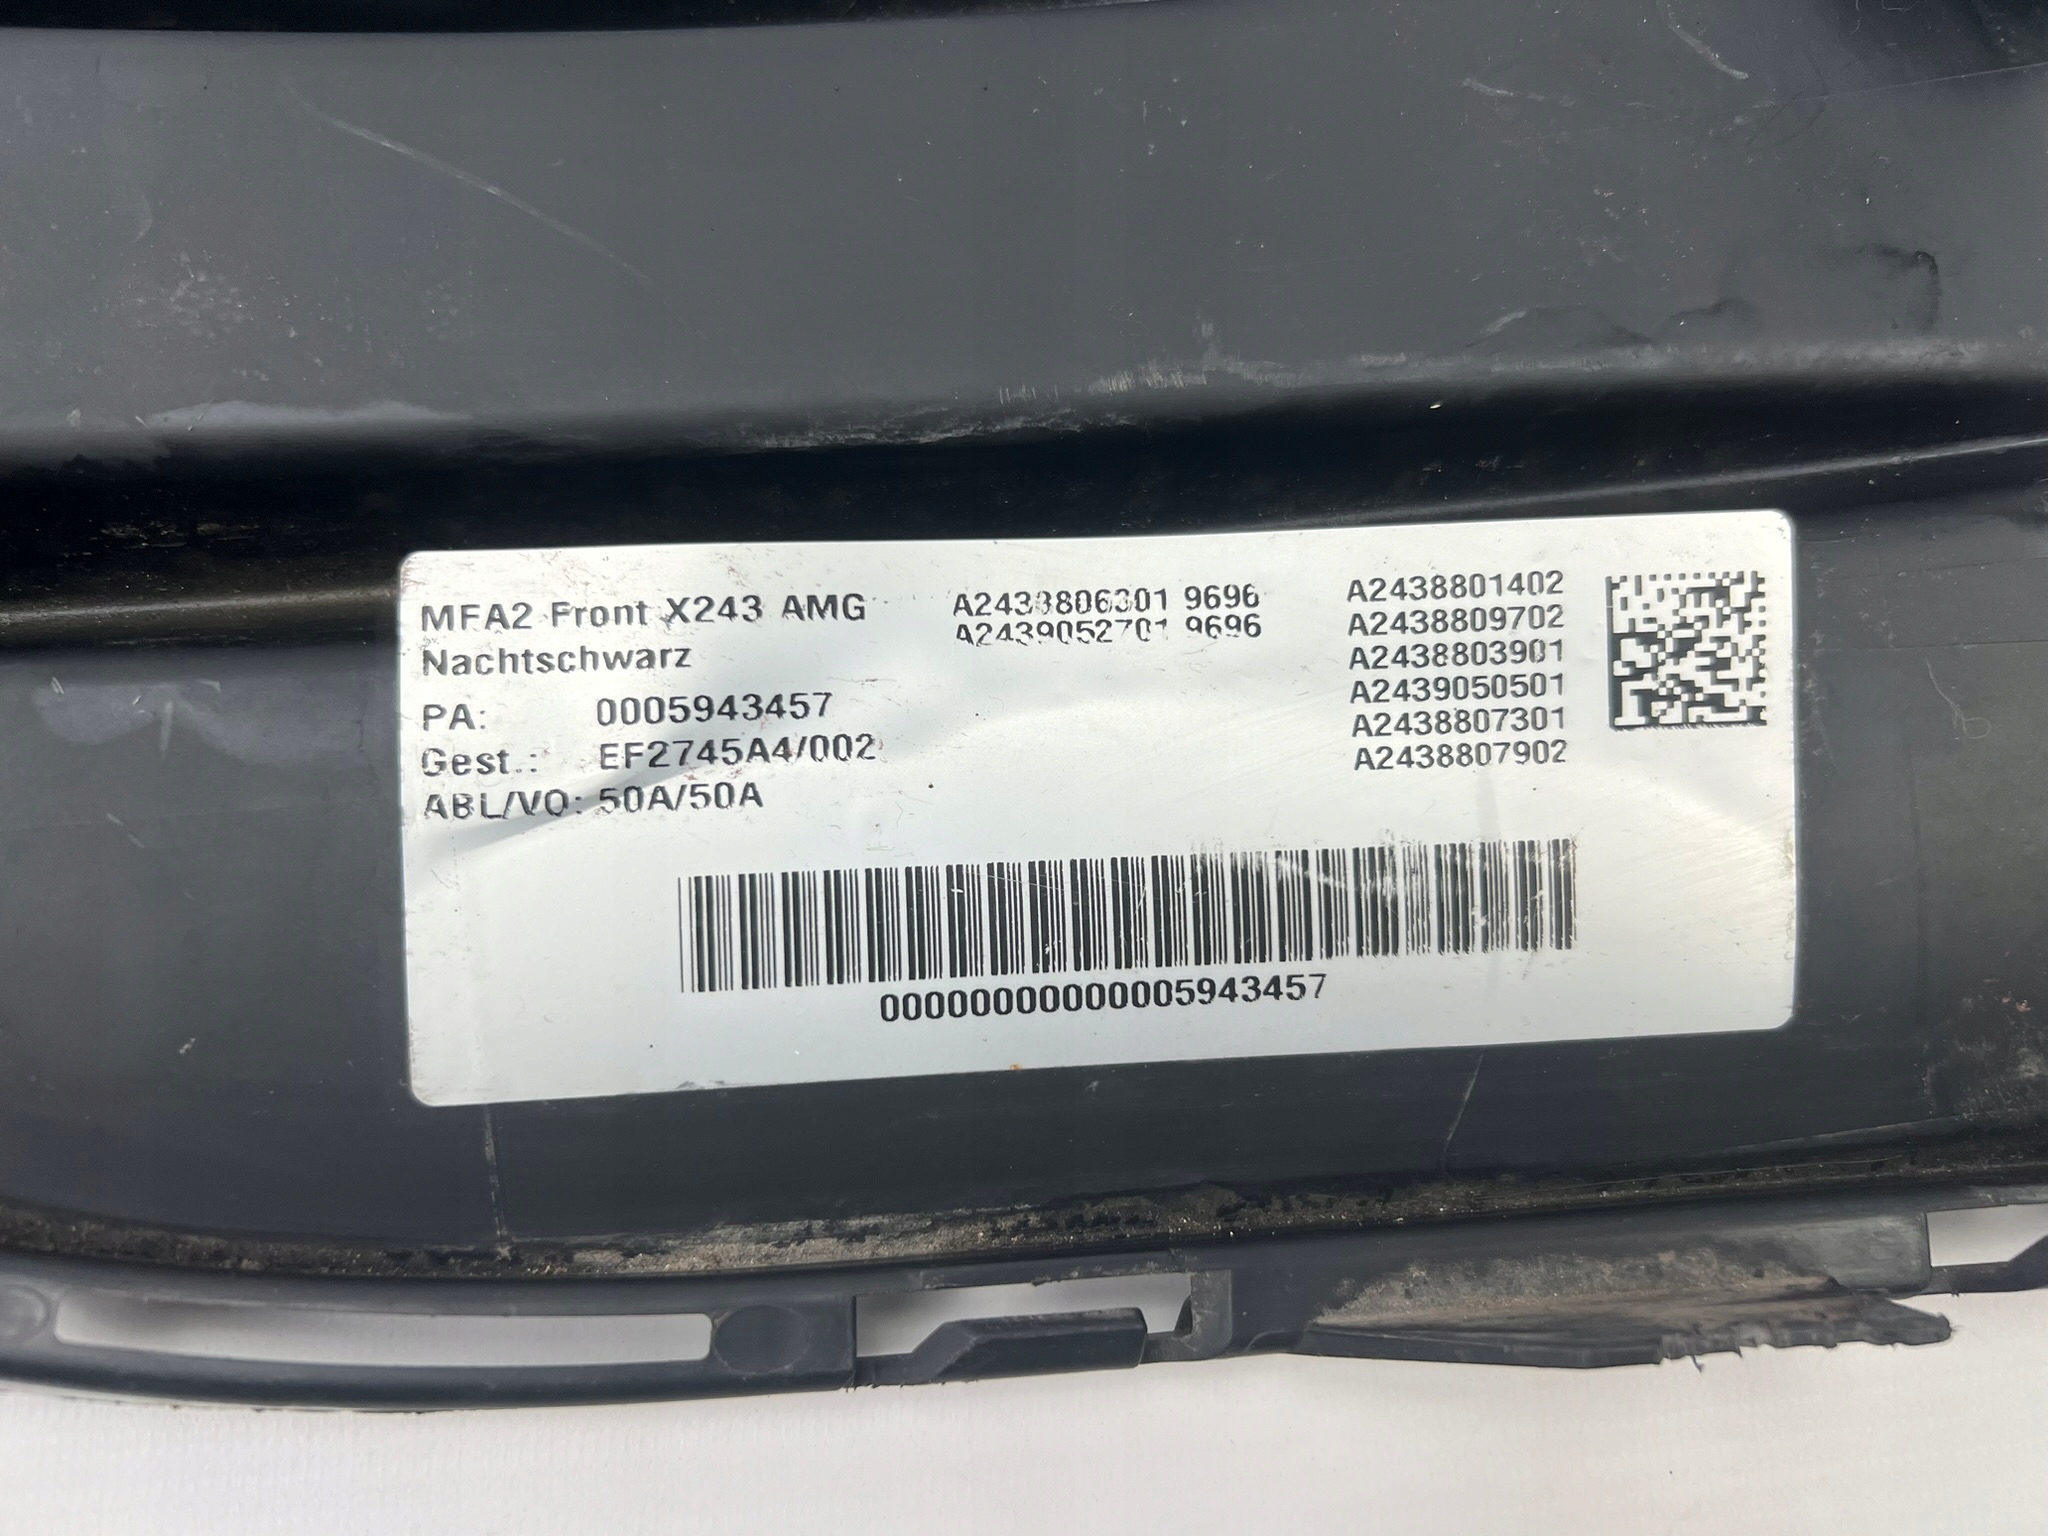 MFA2 Front X243 AMG
Nachtschwarz
PA: 0005943457
Gest.: EF2745A4/002
ABL/VO: 50A/50A
A2438806301 9696
A2439052701 9696
A2438801402
A2438809702
A2438803901
A2439050501
A2438807301
A2438807902
00000000000005943457